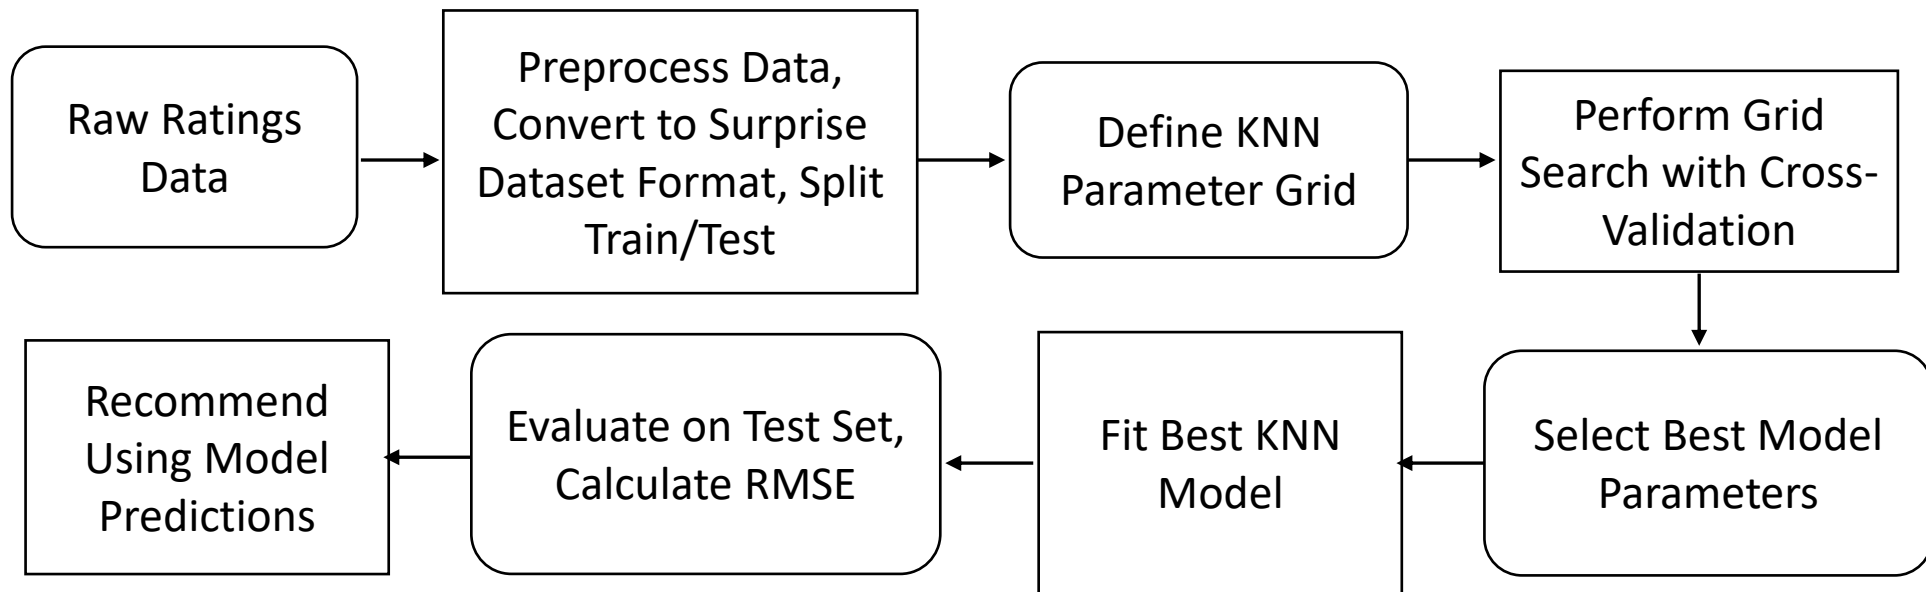 Raw Ratings
Data
Preprocess Data,
Convert to Surprise
Dataset Format, Split
Train/Test
Define KNN
Parameter Grid
Perform Grid
Search with Cross-
Validation
Select Best Model
Parameters
Fit Best KNN
Model
Evaluate on Test Set,
Calculate RMSE
Recommend
Using Model
Predictions